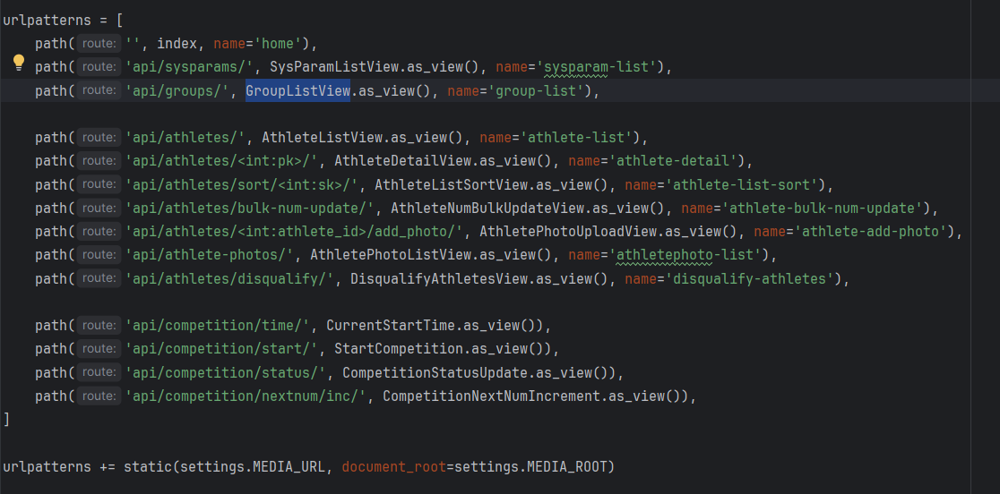 urlpatterns = [
    path( route: '', index, name='home'),
    path( route: 'api/sysparams/', SysParamListView.as_view(), name='sysparam-list'),
    path( route: 'api/groups/', GroupListView.as_view(), name='group-list'),
    path( route: 'api/athletes/', AthleteListView.as_view(), name='athlete-list'),
    path( route: 'api/athletes/<int:pk>/', AthleteDetailView.as_view(), name='athlete-detail'),
    path( route: 'api/athletes/sort/<int:sk>/', AthleteListSortView.as_view(), name='athlete-list-sort'),
    path( route: 'api/athletes/bulk-num-update/', AthleteNumBulkUpdateView.as_view(), name='athlete-bulk-num-update'),
    path( route: 'api/athletes/<int:athlete_id>/add_photo/', AthletePhotoUploadView.as_view(), name='athlete-add-photo'),
    path( route: 'api/athlete-photos/', AthletePhotoListView.as_view(), name='athletephoto-list'),
    path( route: 'api/athletes/disqualify/', DisqualifyAthletesView.as_view(), name='disqualify-athletes'),
    path( route: 'api/competition/time/', CurrentStartTime.as_view()),
    path( route: 'api/competition/start/', StartCompetition.as_view()),
    path( route: 'api/competition/status/', CompetitionStatusUpdate.as_view()),
    path( route: 'api/competition/nextnum/inc/', CompetitionNextNumIncrement.as_view()),
]
urlpatterns += static(settings.MEDIA_URL, document_root=settings.MEDIA_ROOT)